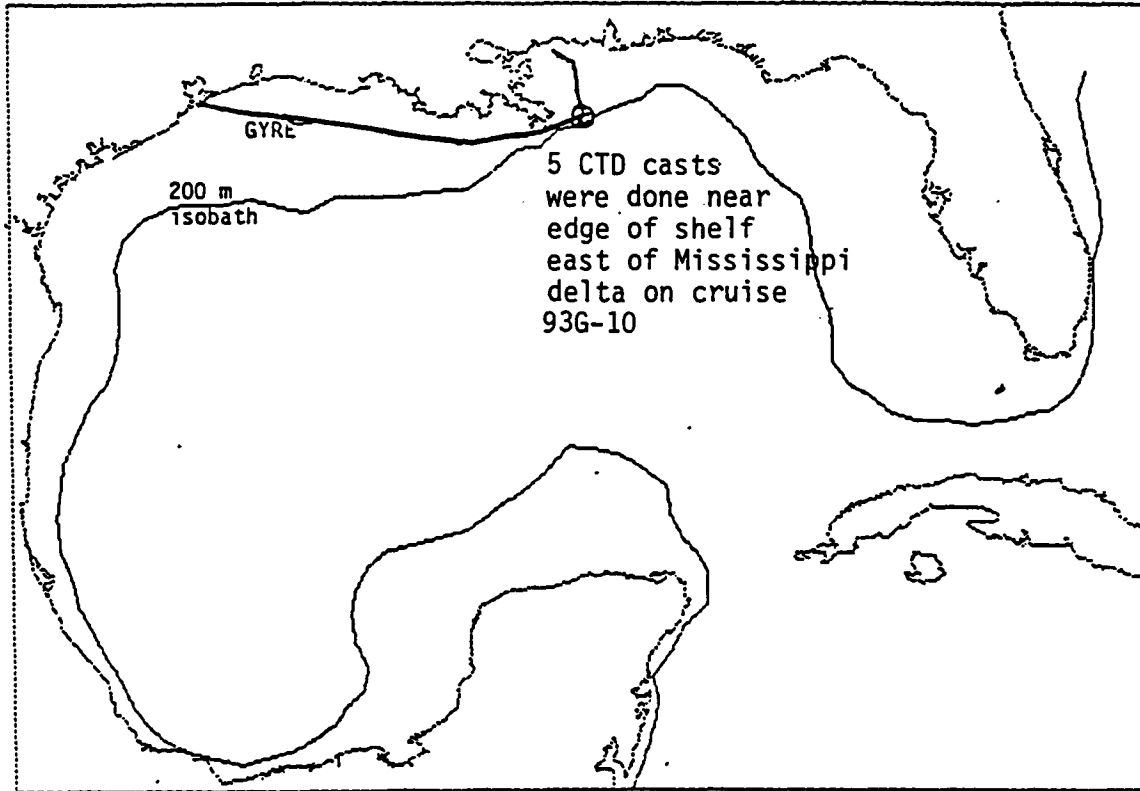 GYRE
200 m
isobath
5 CTD casts
were done near
edge of shelf
east of Mississippi
delta on cruise
93G-10